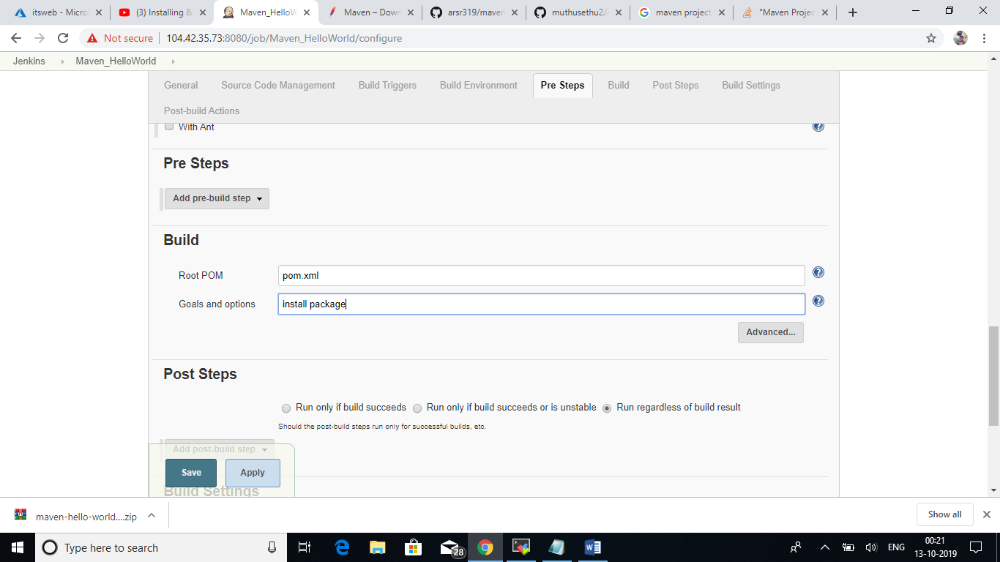 itsweb - Micros
(3) Installing &
Maven_HelloW
Maven – Down
arsr319/maven
muthusethu2/
maven project
"Maven Projec
Not secure 104.42.35.73:8080/job/Maven_HelloWorld/configure
Jenkins Maven_HelloWorld
General Source Code Management Build Triggers Build Environment Pre Steps Build Post Steps Build Settings
Post-build Actions
With Ant
Pre Steps
Add pre-build step
Build
Root POM pom.xml
Goals and options install package
Advanced...
Post Steps
Run only if build succeeds Run only if build succeeds or is unstable Run regardless of build result
Should the post-build steps run only for successful builds, etc.
Add post-build step
Save Apply
Build Settings
maven-hello-world....zip
Show all
Type here to search
28
ENG
00:21
13-10-2019